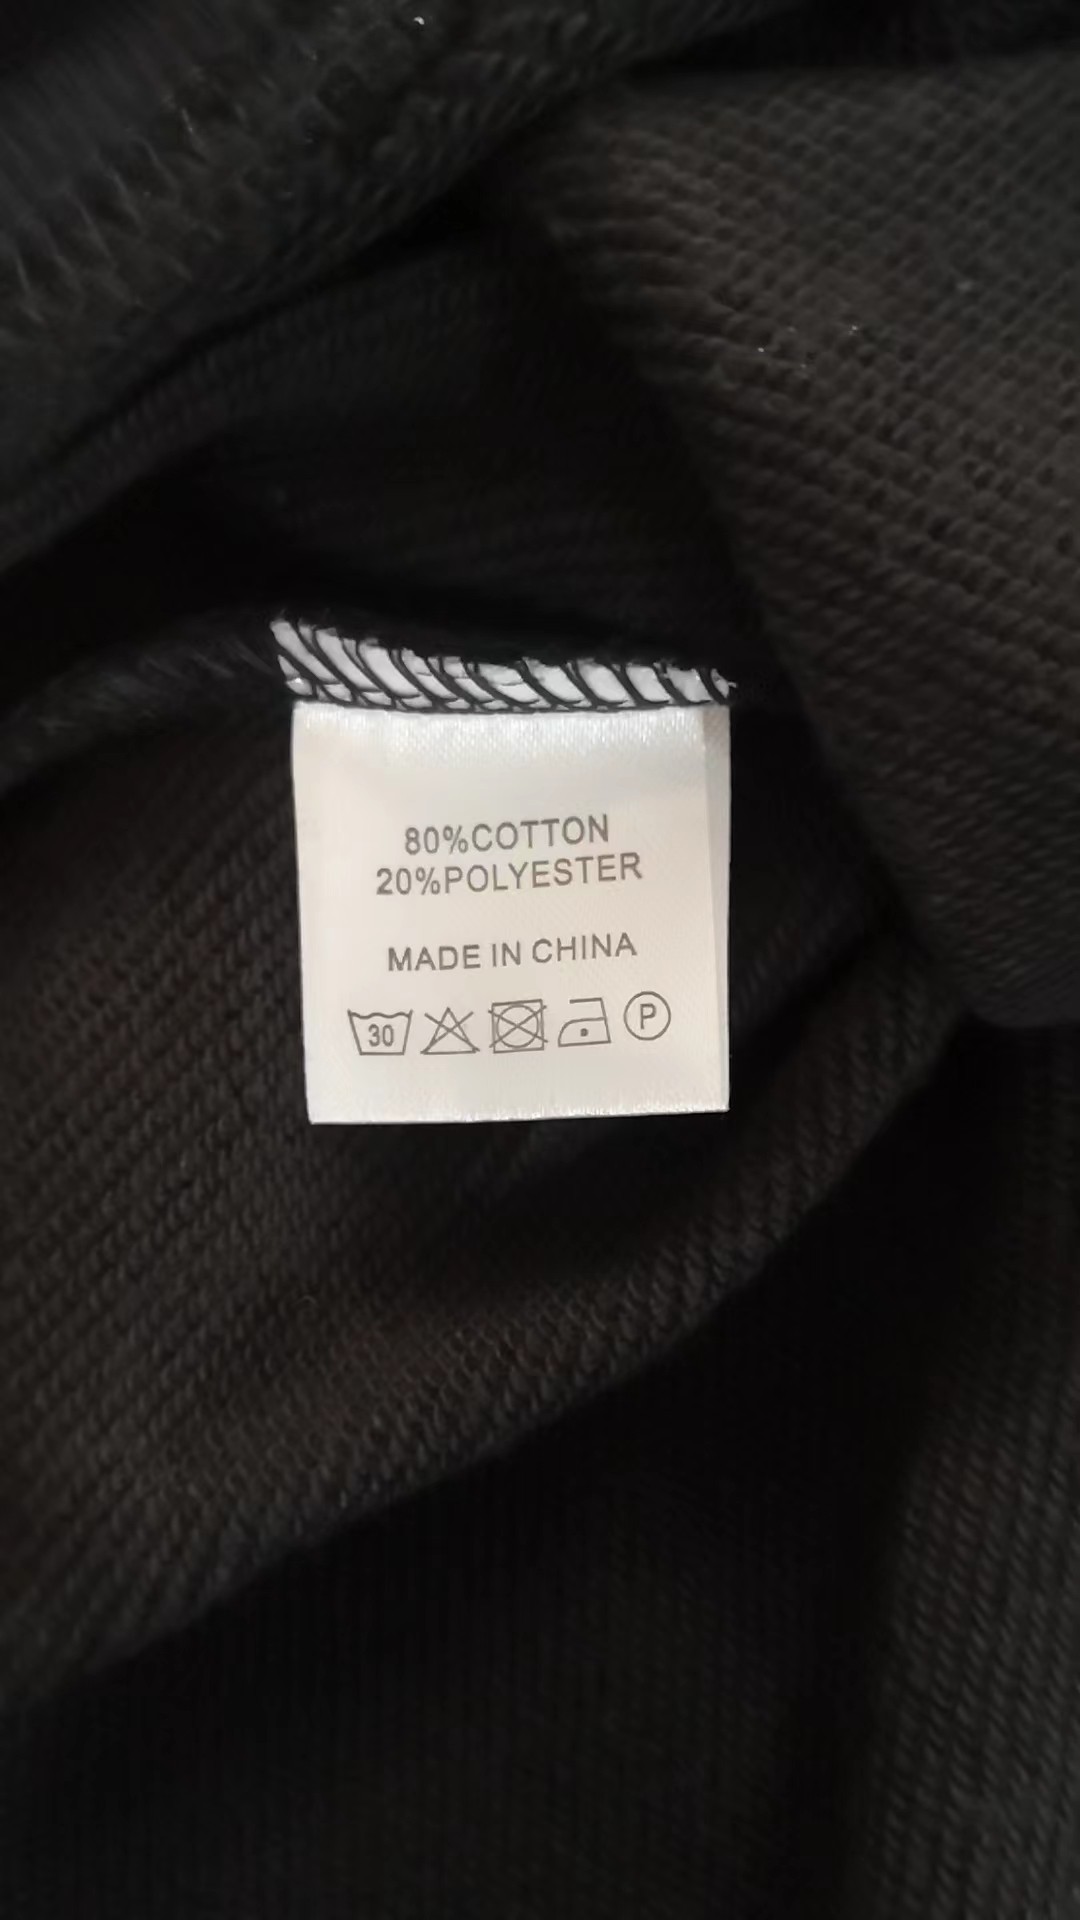 80%COTTON
20%POLYESTER
MADE IN CHINA
30 P